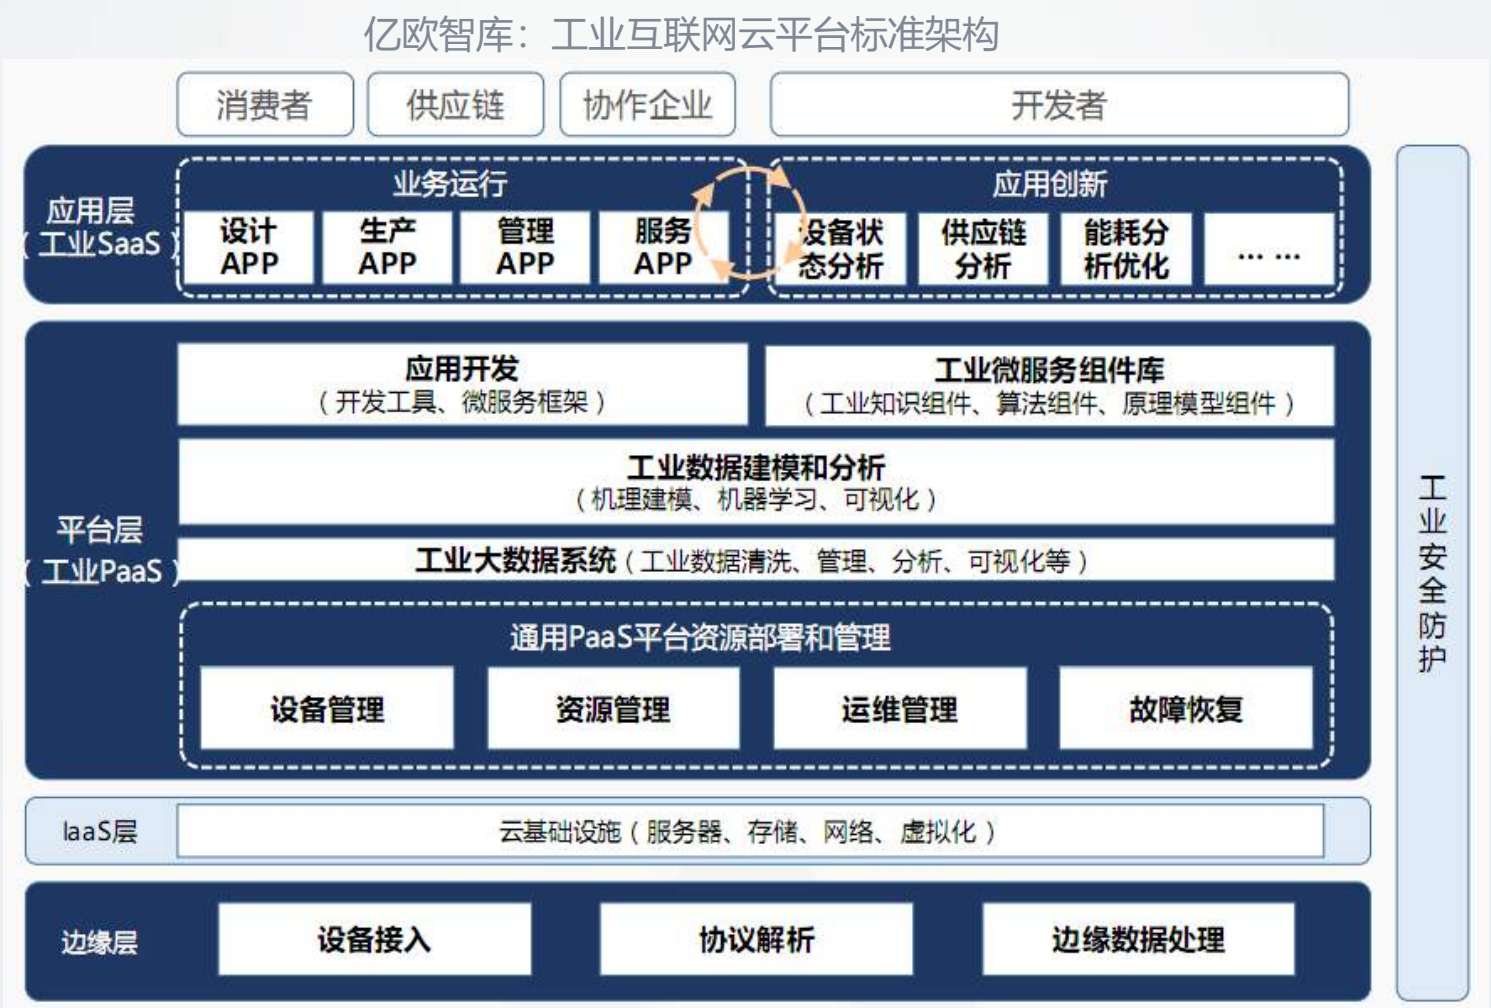 亿欧智库：工业互联网云平台标准架构
消费者
供应链
协作企业
开发者
应用层
（工业SaaS）
业务运行
设计
APP
生产
APP
管理
APP
服务
APP
应用创新
设备状
态分析
供应链
分析
能耗分
析优化
... ...
平台层
（工业PaaS）
应用开发
（开发工具、微服务框架）
工业微服务组件库
（工业知识组件、算法组件、原理模型组件）
工业数据建模和分析
（机理建模、机器学习、可视化）
工业大数据系统（工业数据清洗、管理、分析、可视化等）
通用PaaS平台资源部署和管理
设备管理
资源管理
运维管理
故障恢复
IaaS层
云基础设施（服务器、存储、网络、虚拟化）
边缘层
设备接入
协议解析
边缘数据处理
工业安全防护